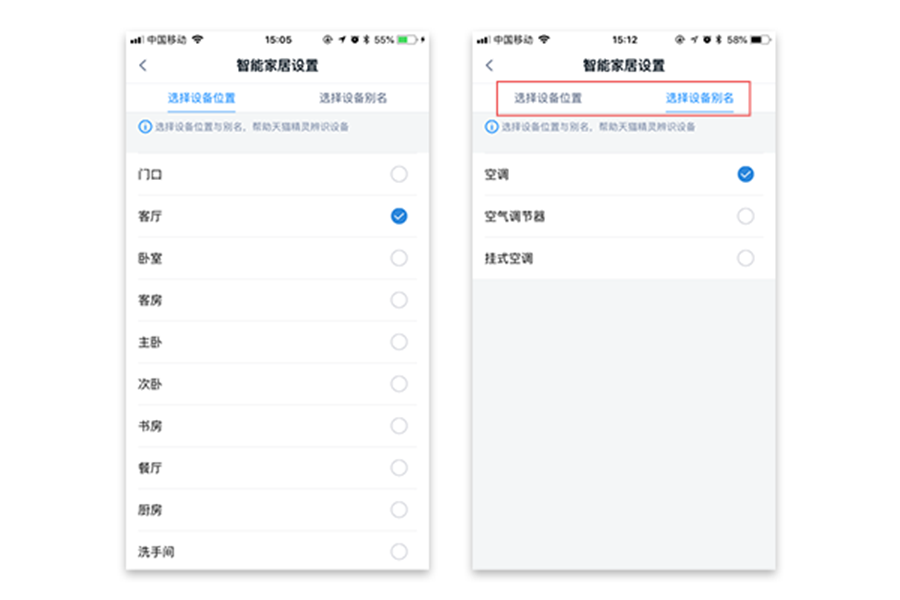 中国移动 15:05 55%
智能家居设置
选择设备位置 选择设备别名
选择设备位置与别名，帮助天猫精灵辨识设备
门口
客厅
卧室
客房
主卧
次卧
书房
餐厅
厨房
洗手间
中国移动 15:12 58%
智能家居设置
选择设备位置 选择设备别名
选择设备位置与别名，帮助天猫精灵辨识设备
空调
空气调节器
挂式空调